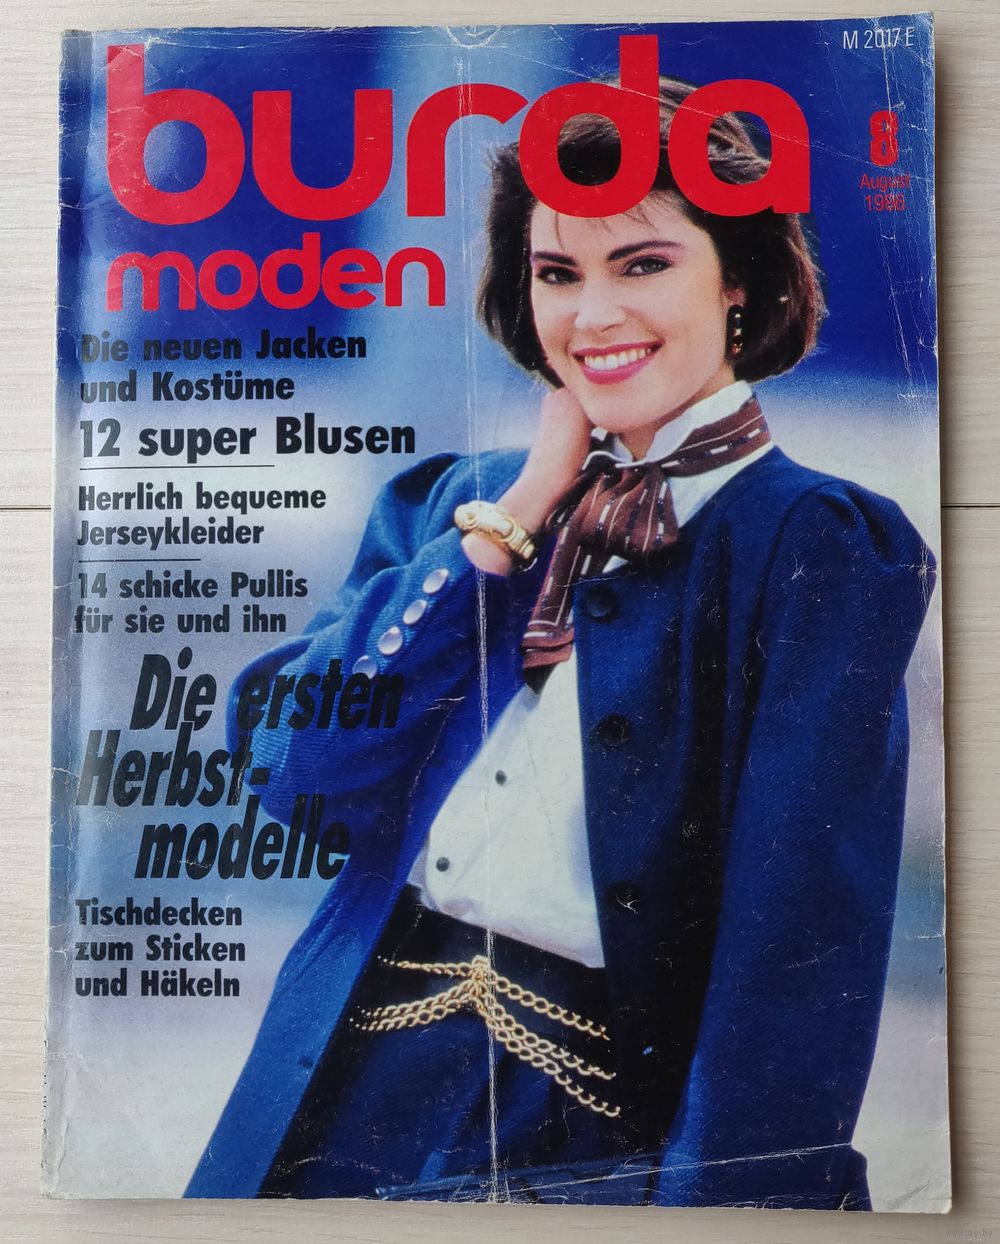 burda
moden
M 2017 E
8
August
1986
Die neuen Jacken
und Kostüme
12 super Blusen
Herrlich bequeme
Jerseykleider
14 schicke Pullis
für sie und ihn
Die ersten
Herbst-
modelle
Tischdecken
zum Sticken
und Häkeln